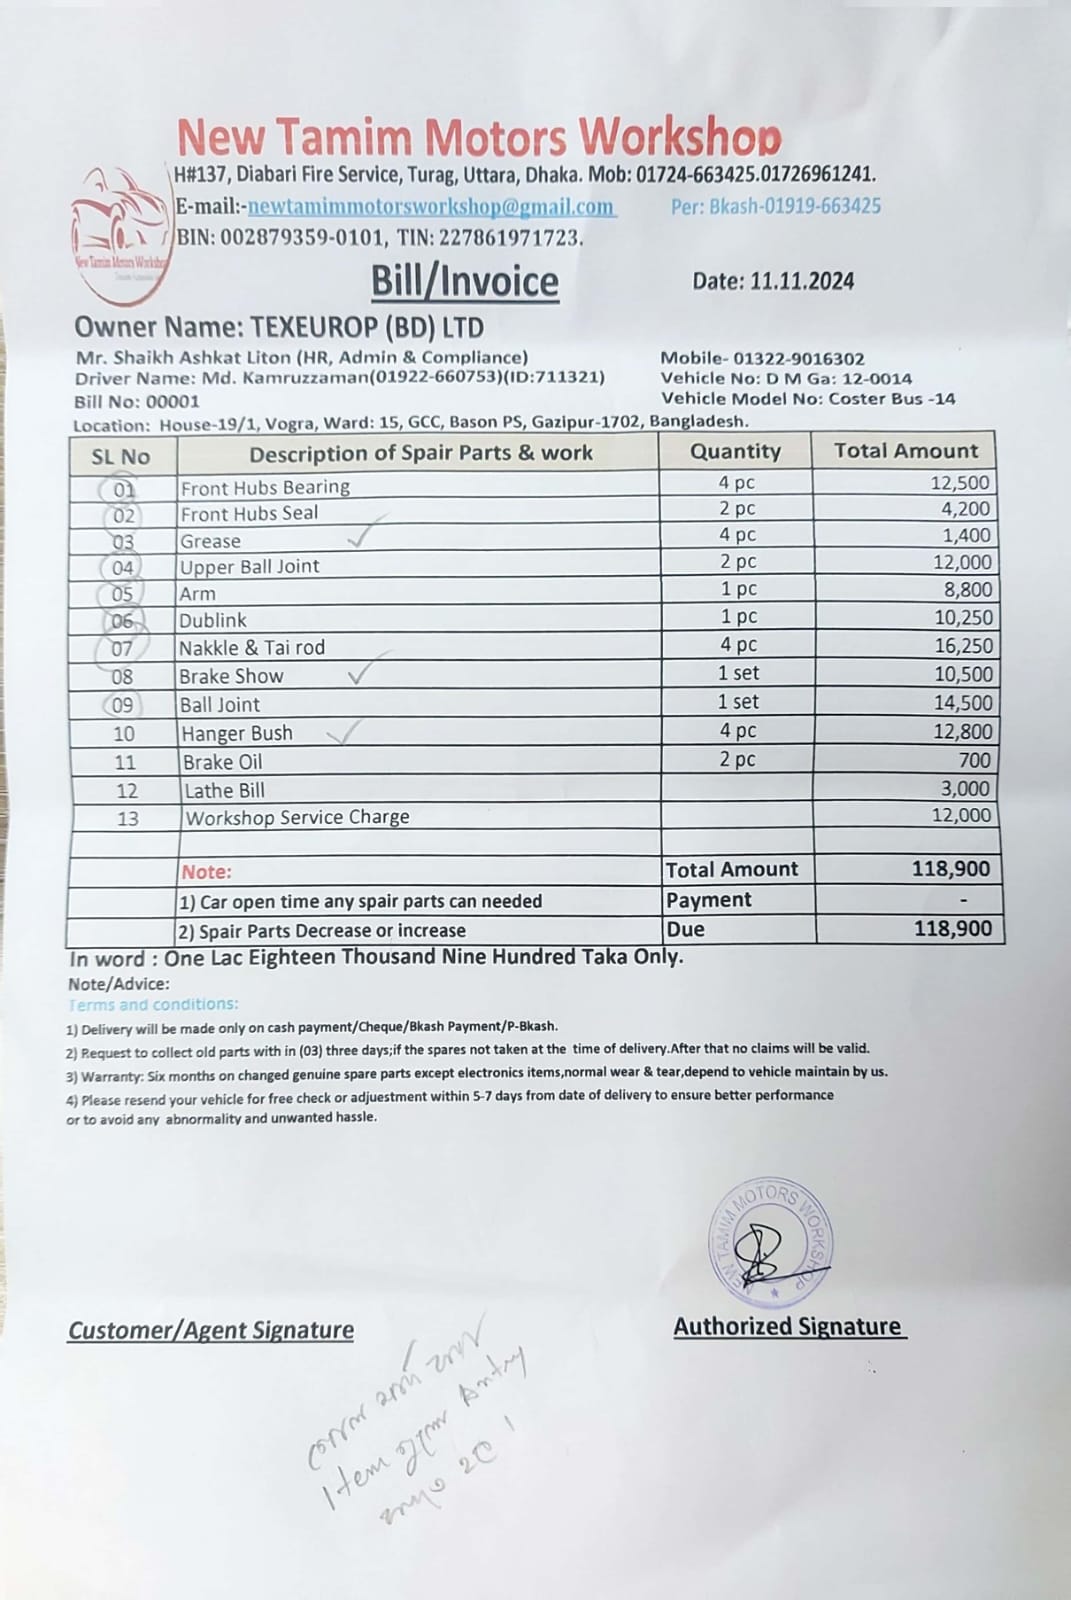 New Tamim Motors Workshop
H#137, Diabari Fire Service, Turag, Uttara, Dhaka. Mob: 01724-663425.01726961241.
E-mail:-newtamimmotorsworkshop@gmail.com Per: Bkash-01919-663425
BIN: 002879359-0101, TIN: 227861971723.
New Tamim Motors Workshop
Bill/Invoice Date: 11.11.2024
Owner Name: TEXEUROP (BD) LTD
Mr. Shaikh Ashkat Liton (HR, Admin & Compliance) Mobile- 01322-9016302
Driver Name: Md. Kamruzzaman(01922-660753)(ID:711321) Vehicle No: D M Ga: 12-0014
Bill No: 00001 Vehicle Model No: Coster Bus -14
Location: House-19/1, Vogra, Ward: 15, GCC, Bason PS, Gazipur-1702, Bangladesh.
SL No Description of Spair Parts & work Quantity Total Amount
01 Front Hubs Bearing 4 pc 12,500
02 Front Hubs Seal 2 pc 4,200
03 Grease 4 pc 1,400
04 Upper Ball Joint 2 pc 12,000
05 Arm 1 pc 8,800
06 Dublink 1 pc 10,250
07 Nakkle & Tai rod 4 pc 16,250
08 Brake Show 1 set 10,500
09 Ball Joint 1 set 14,500
10 Hanger Bush 4 pc 12,800
11 Brake Oil 2 pc 700
12 Lathe Bill 3,000
13 Workshop Service Charge 12,000
Note: Total Amount 118,900
1) Car open time any spair parts can needed Payment -
2) Spair Parts Decrease or increase Due 118,900
In word : One Lac Eighteen Thousand Nine Hundred Taka Only.
Note/Advice:
Terms and conditions:
1) Delivery will be made only on cash payment/Cheque/Bkash Payment/P-Bkash.
2) Request to collect old parts with in (03) three days;if the spares not taken at the time of delivery.After that no claims will be valid.
3) Warranty: Six months on changed genuine spare parts except electronics items,normal wear & tear,depend to vehicle maintain by us.
4) Please resend your vehicle for free check or adjuestment within 5-7 days from date of delivery to ensure better performance
or to avoid any abnormality and unwanted hassle.
NEW TAMIM MOTORS WORKSHOP
Customer/Agent Signature Authorized Signature
মার্ক করা
Item গুলো Antry
হবে।